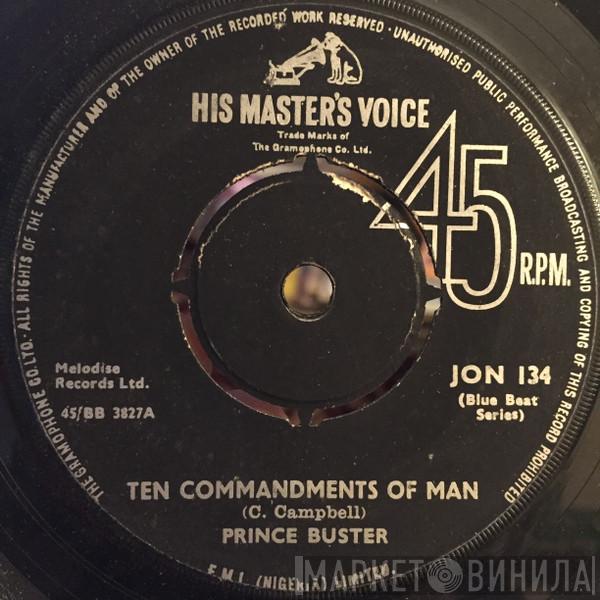 THE GRAMOPHONE CO. LTD. · ALL RIGHTS OF THE MANUFACTURER AND OF THE OWNER OF THE RECORDED WORK RESERVED · UNAUTHORISED PUBLIC PERFORMANCE BROADCASTING AND COPYING OF THIS RECORD PROHIBITED
HIS MASTER'S VOICE
Trade Marks of
The Gramophone Co. Ltd.
45 R.P.M.
Melodise
Records Ltd.
45/BB 3827A
JON 134
(Blue Beat
Series)
TEN COMMANDMENTS OF MAN
(C. Campbell)
PRINCE BUSTER
E.M.I. (NIGERIA) LIMITED
МАРКЕТ ВИНИЛА